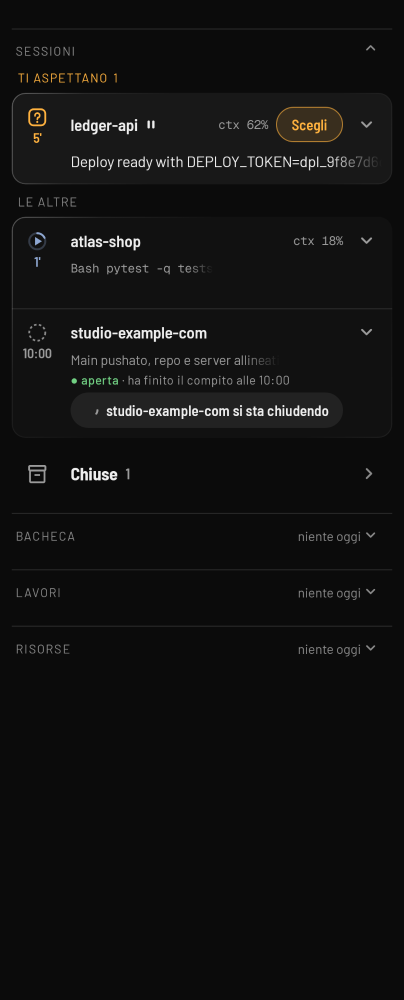 SESSIONI
TI ASPETTANO 1
ledger-api ctx 62% Scegli
5'
Deploy ready with DEPLOY_TOKEN=dpl_9f8e7d6
LE ALTRE
atlas-shop ctx 18%
1'
Bash pytest -q tests
studio-example-com
10:00
Main pushato, repo e server allineat
aperta · ha finito il compito alle 10:00
studio-example-com si sta chiudendo
Chiuse 1
BACHECA niente oggi
LAVORI niente oggi
RISORSE niente oggi